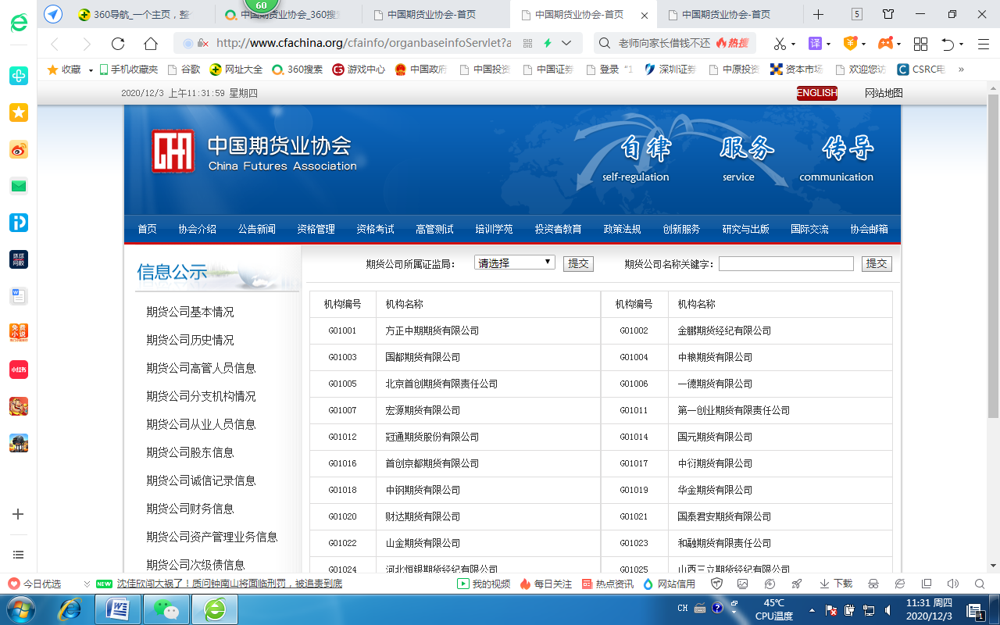 60
360导航_一个主页，整个
中国期货业协会_360搜索
中国期货业协会-首页
中国期货业协会-首页
中国期货业协会-首页
5
http://www.cfachina.org/cfainfo/organbaseinfoServlet?a
老师向家长借钱不还 热搜
译
收藏 手机收藏夹 谷歌 网址大全 360搜索 游戏中心 中国政府 中国投资 中国证券 登录 "1 深圳证券 中原投资 资本市场 欢迎您访 CSRC电 »
2020/12/3 上午11:31:59 星期四
ENGLISH 网站地图
中国期货业协会
China Futures Association
自律 服务 传导
self-regulation service communication
首页 协会介绍 公告新闻 资格管理 资格考试 高管测试 培训学苑 投资者教育 政策法规 创新服务 研究与出版 国际交流 协会邮箱
信息公示
期货公司所属证监局： 请选择 提交 期货公司名称关键字： 提交
期货公司基本情况
期货公司历史情况
期货公司高管人员信息
期货公司分支机构情况
期货公司从业人员信息
期货公司股东信息
期货公司诚信记录信息
期货公司财务信息
期货公司资产管理业务信息
期货公司次级债信息
机构编号 机构名称 机构编号 机构名称
G01001 方正中期期货有限公司 G01002 金鹏期货经纪有限公司
G01003 国都期货有限公司 G01004 中粮期货有限公司
G01005 北京首创期货有限责任公司 G01006 一德期货有限公司
G01007 宏源期货有限公司 G01011 第一创业期货有限责任公司
G01012 冠通期货股份有限公司 G01014 国元期货有限公司
G01016 首创京都期货有限公司 G01017 中衍期货有限公司
G01018 中钢期货有限公司 G01019 华金期货有限公司
G01020 财达期货有限公司 G01021 国泰君安期货有限公司
G01022 山金期货有限公司 G01023 和融期货有限责任公司
G01024 河北恒银期货经纪有限公司 G01025 山西三立期货经纪有限公司
今日优选 NEW 沈佳欣闯大祸了！质问钟南山将面临刑罚，被追责到底
我的视频 每日关注 热点资讯 网站信用 下载
CH
45℃
CPU温度
11:31 周四
2020/12/3
1